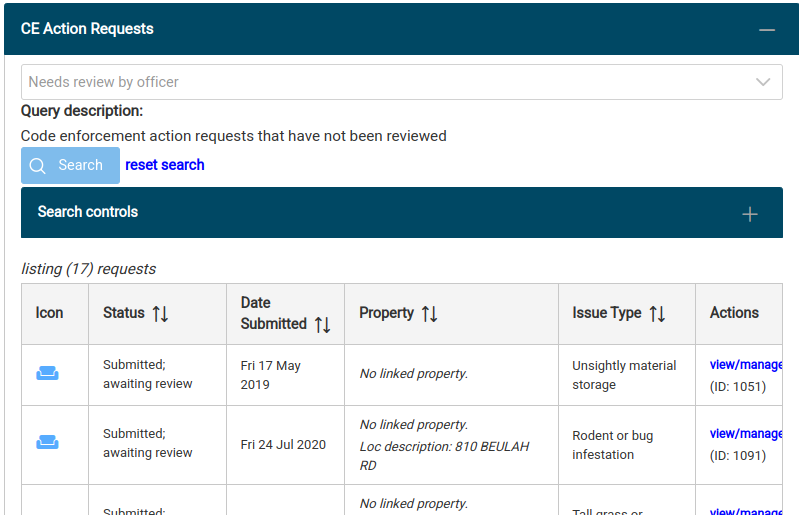 CE Action Requests
Needs review by officer
Query description:
Code enforcement action requests that have not been reviewed
Search reset search
Search controls
listing (17) requests
Icon Status Date Submitted Property Issue Type Actions
Submitted; awaiting review Fri 17 May 2019 No linked property. Unsightly material storage view/manage (ID: 1051)
Submitted; awaiting review Fri 24 Jul 2020 No linked property. Loc description: 810 BEULAH RD Rodent or bug infestation view/manage (ID: 1091)
Submitted; No linked property. Tall grass or view/manage